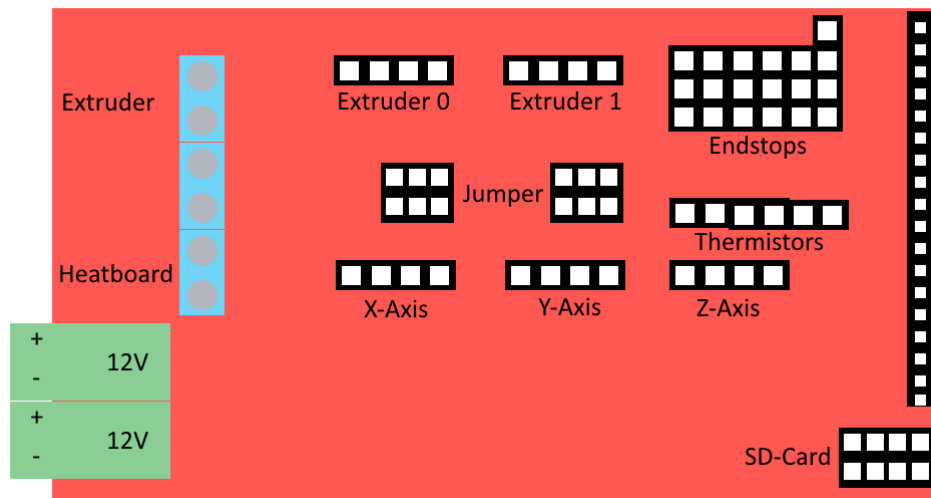 Extruder
Extruder 0
Extruder 1
Endstops
Jumper
Thermistors
Heatboard
X-Axis
Y-Axis
Z-Axis
+
12V
-
+
12V
-
SD-Card